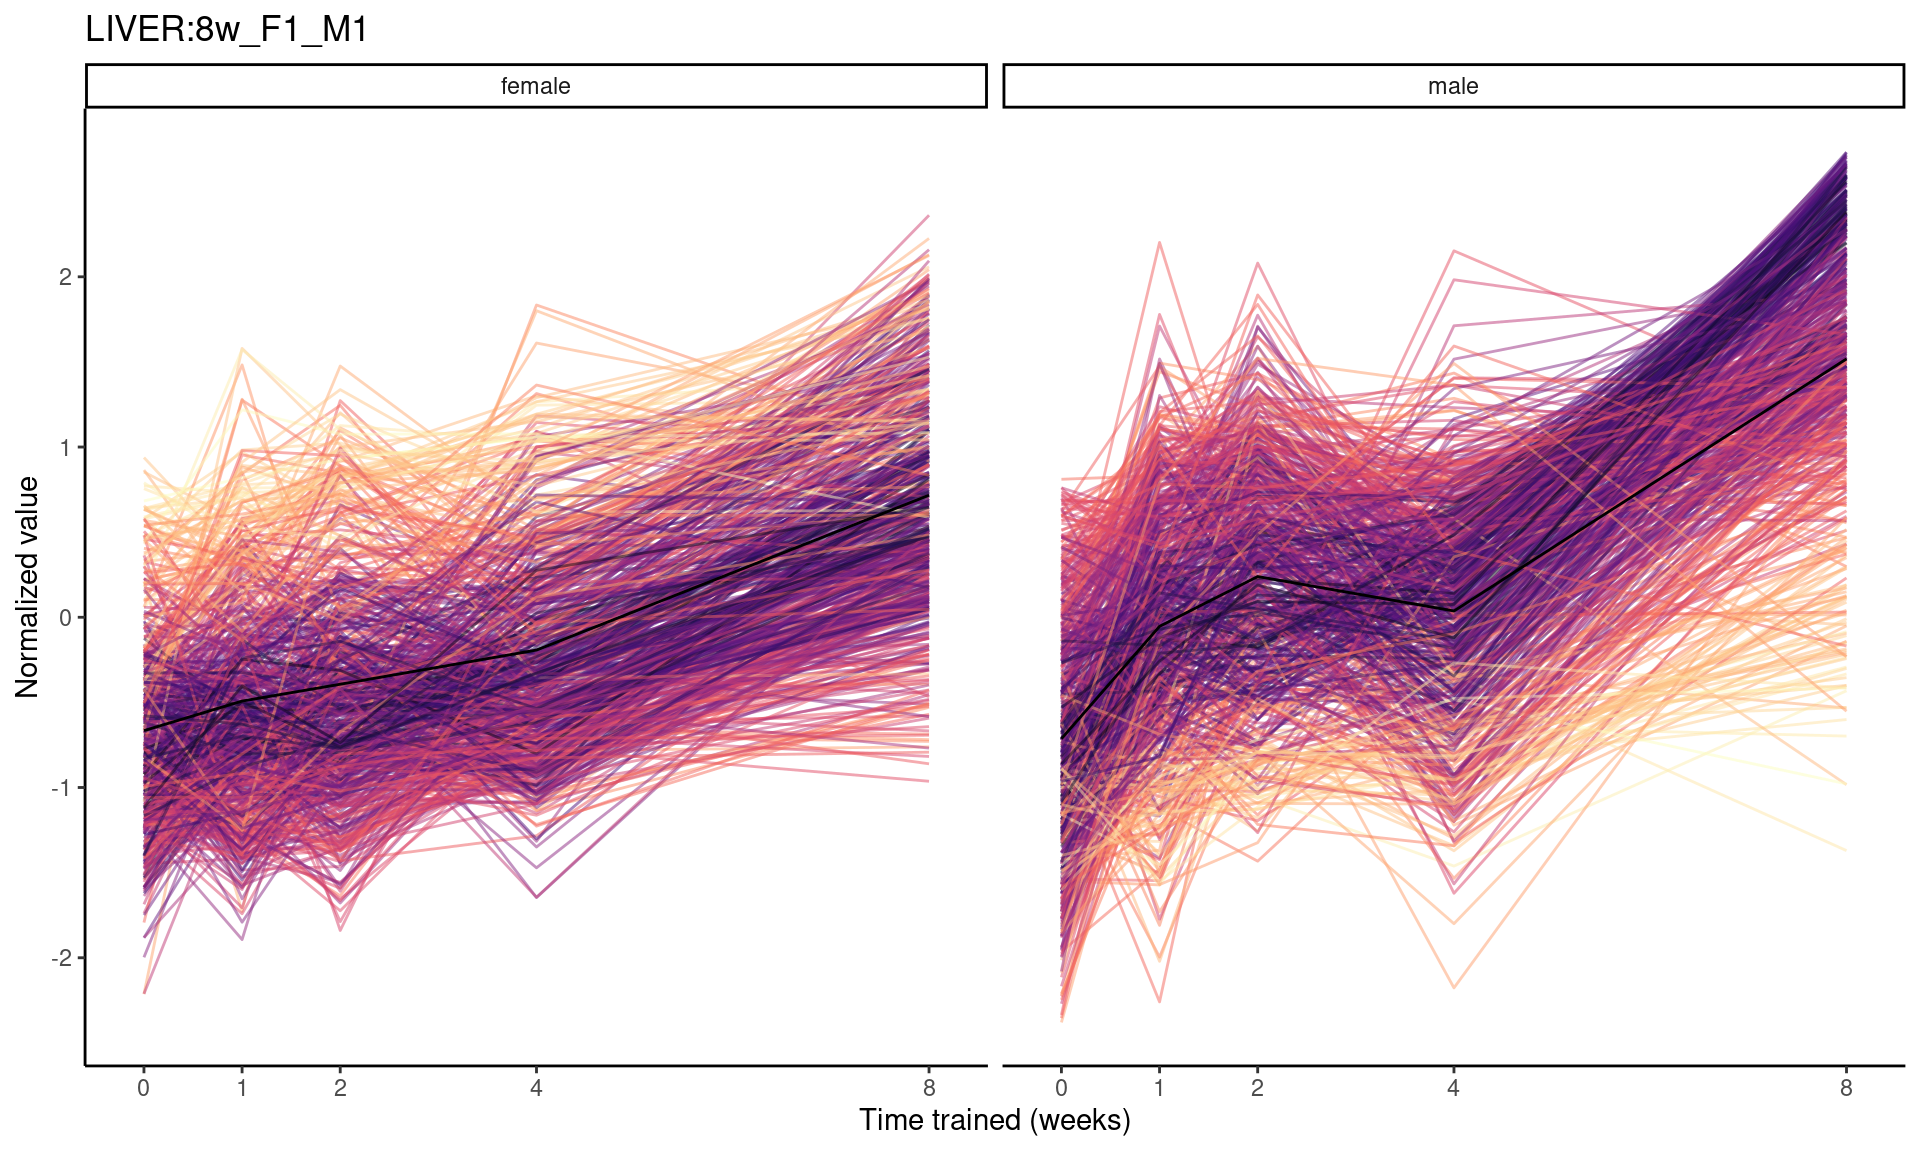 LIVER:8w_F1_M1
female
male
Normalized value
2
1
0
-1
-2
0 1 2 4 8
0 1 2 4 8
Time trained (weeks)